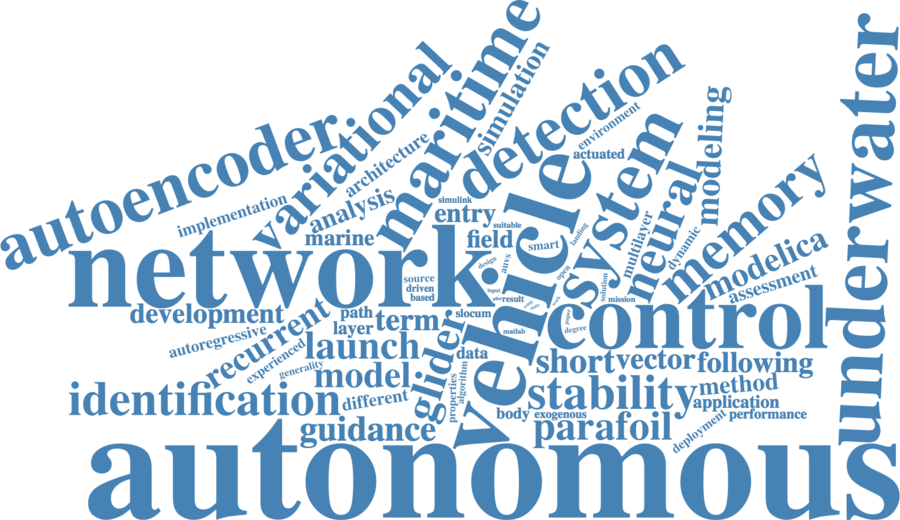 autoencoder
variational
maritime
simulation
detection
environment
actuated
underwater
architecture
implementation
analysis
marine
simulink
entry
suitable
field
smart
landing
system
multilayer
neural
modeling
dynamic
memory
modelica
assessment
network
vehicle
design
auvs
open
source
driven
based
input
result
solution
mission
development
path
layer
term
slocum
matlab
degree
control
autoregressive
recurrent
experienced
generality
launch
glider
data
short
vector
following
model
properties
algorithm
stability
method
identification
different
application
guidance
body
exogenous
performance
parafoil
deployment
autonomous